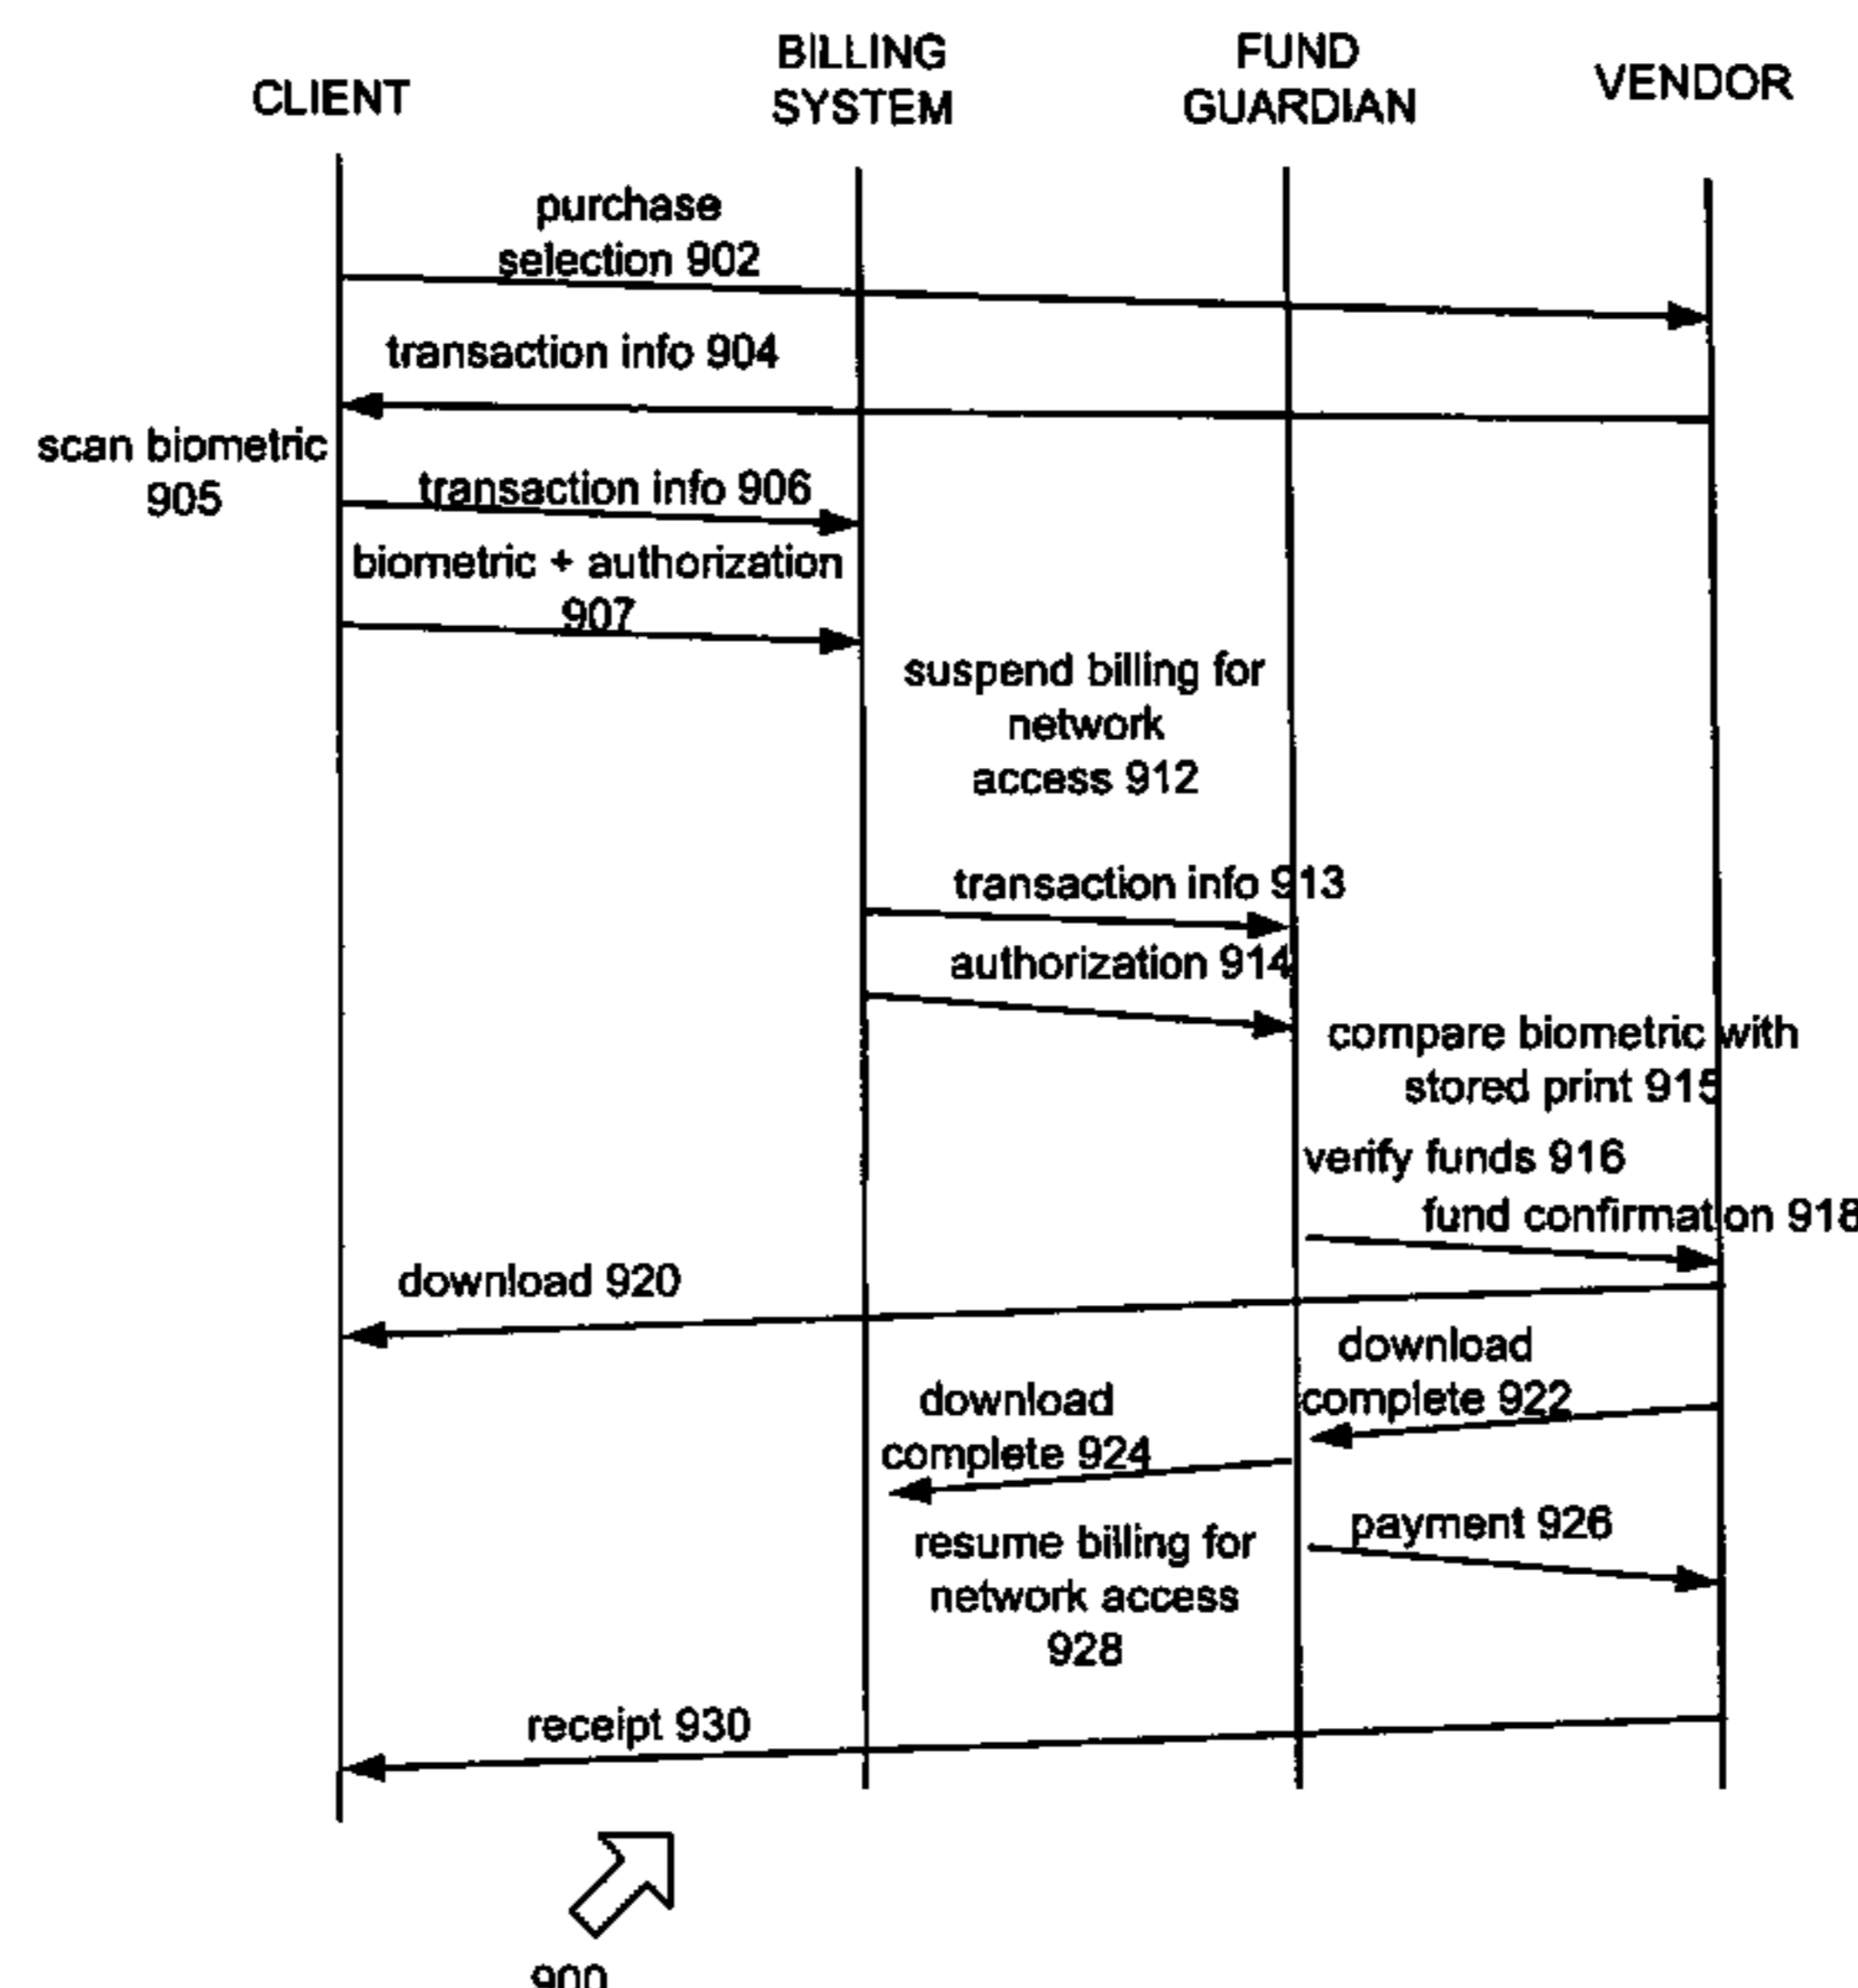 CLIENT
BILLING
SYSTEM
FUND
GUARDIAN
VENDOR
purchase
selection 902
transaction info 904
scan biometric
905
transaction info 906
biometric + authorization
907
suspend billing for
network
access 912
transaction info 913
authorization 914
compare biometric with
stored print 915
verify funds 916
fund confirmation 918
download 920
download
complete 922
download
complete 924
payment 926
resume billing for
network access
928
receipt 930
900